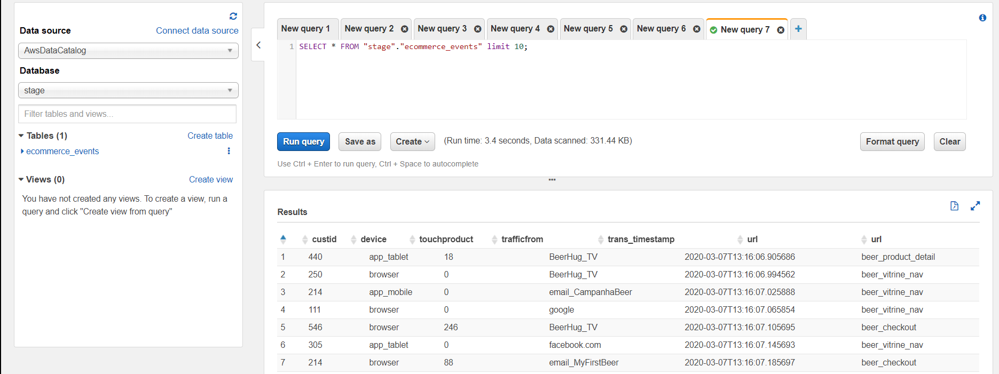 Data source
Connect data source
AwsDataCatalog
Database
stage
Filter tables and views...
Tables (1)
Create table
ecommerce_events
Views (0)
Create view
You have not created any views. To create a view, run a
query and click "Create view from query"
New query 1 New query 2 New query 3 New query 4 New query 5 New query 6 New query 7 +
1 SELECT * FROM "stage"."ecommerce_events" limit 10;
Run query Save as Create (Run time: 3.4 seconds, Data scanned: 331.44 KB) Format query Clear
Use Ctrl + Enter to run query, Ctrl + Space to autocomplete
Results
custid device touchproduct trafficfrom trans_timestamp url url
1 440 app_tablet 18 BeerHug_TV 2020-03-07T13:16:06.905686 beer_product_detail
2 250 browser 0 BeerHug_TV 2020-03-07T13:16:06.994562 beer_vitrine_nav
3 214 app_mobile 0 email_CampanhaBeer 2020-03-07T13:16:07.025888 beer_vitrine_nav
4 111 browser 0 google 2020-03-07T13:16:07.065854 beer_vitrine_nav
5 546 browser 246 BeerHug_TV 2020-03-07T13:16:07.105695 beer_checkout
6 305 app_tablet 0 facebook.com 2020-03-07T13:16:07.145693 beer_vitrine_nav
7 214 browser 88 email_MyFirstBeer 2020-03-07T13:16:07.185697 beer_checkout